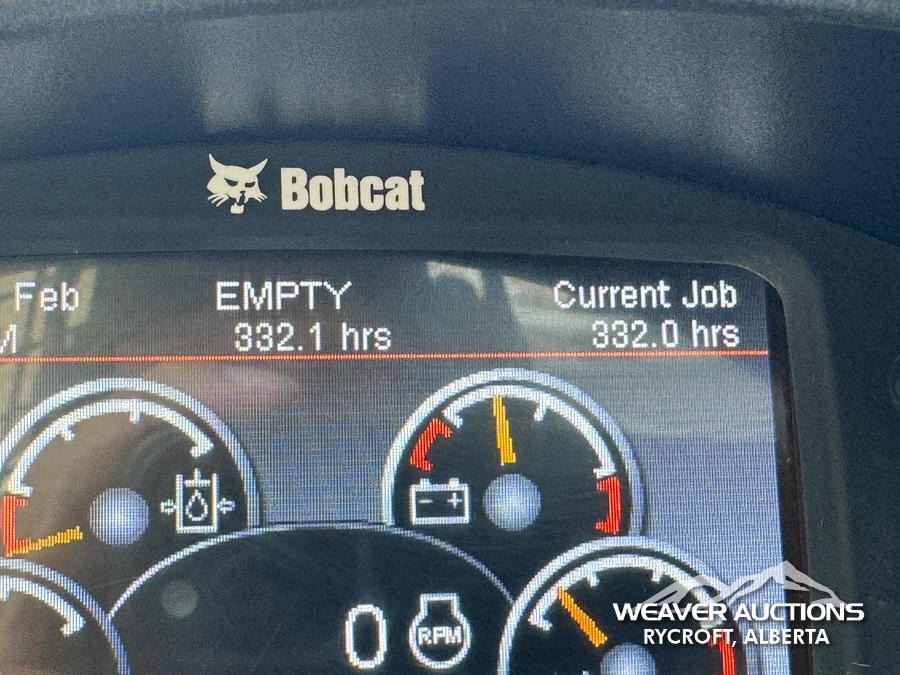 Bobcat
Feb EMPTY Current Job
M 332.1 hrs 332.0 hrs
- +
0 RPM
WEAVER AUCTIONS
RYCROFT, ALBERTA